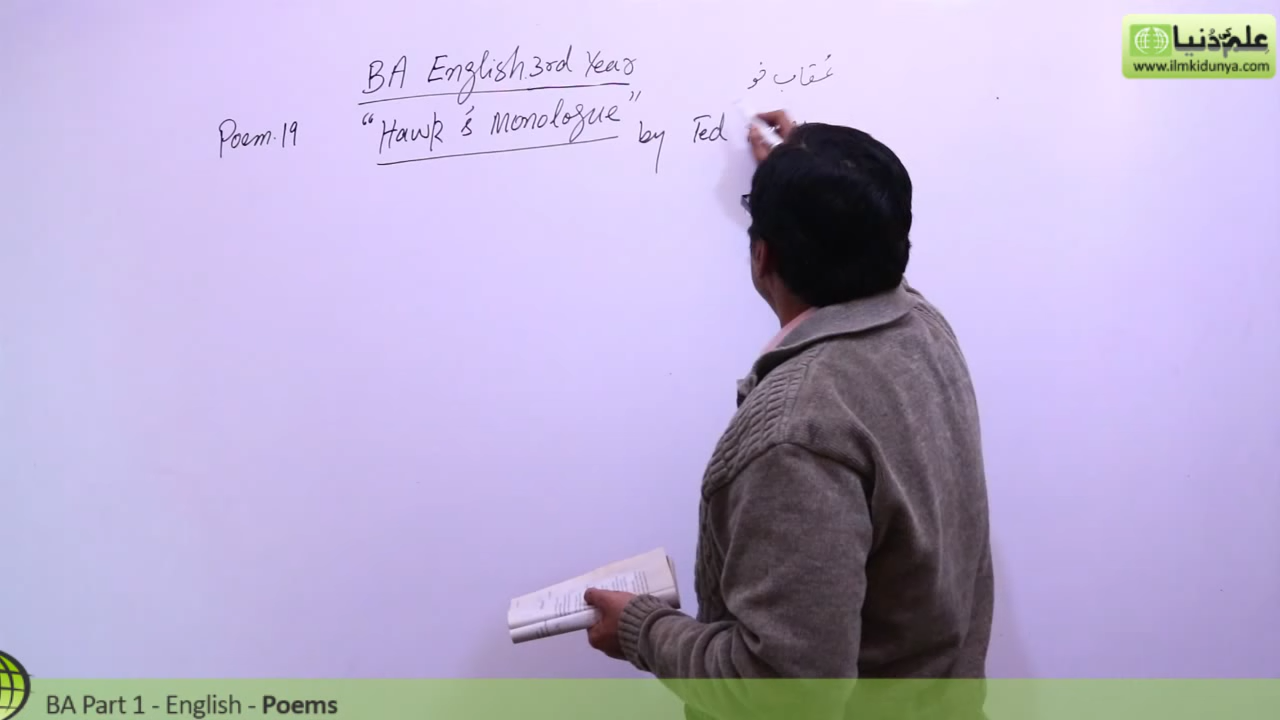 BA English 3rd Year
عقاب خو
Poem.19 "Hawk's Monologue" by Ted
علم کی دنیا
www.ilmkidunya.com
BA Part 1 - English - Poems